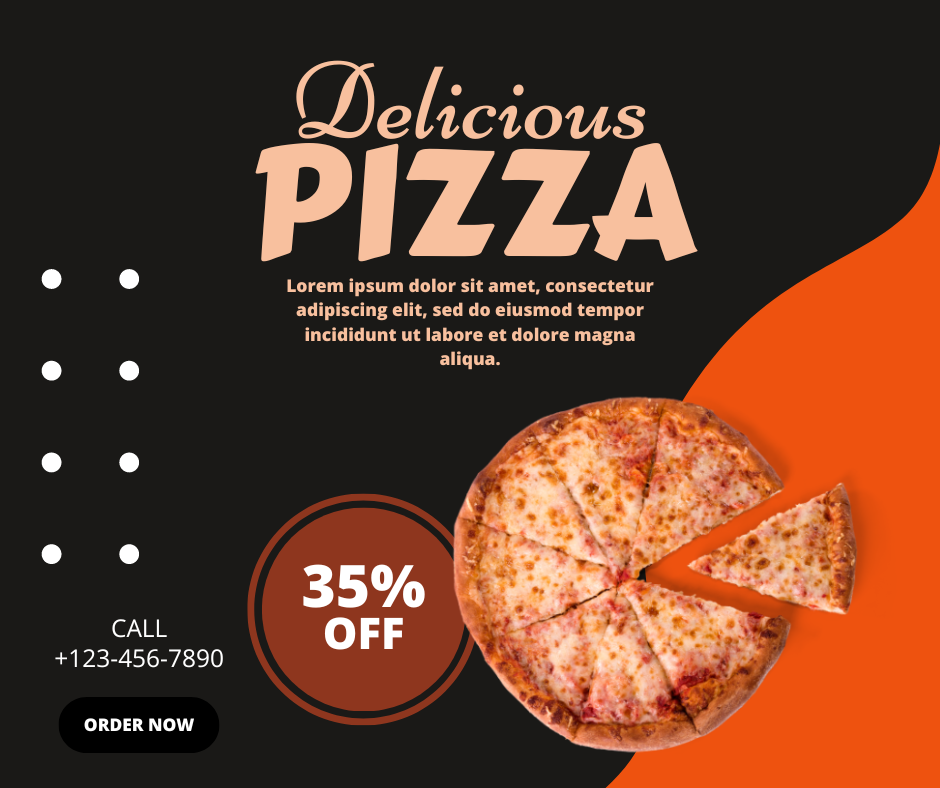 Delicious
PIZZA
Lorem ipsum dolor sit amet, consectetur
adipiscing elit, sed do eiusmod tempor
incididunt ut labore et dolore magna
aliqua.
35%
OFF
CALL
+123-456-7890
ORDER NOW